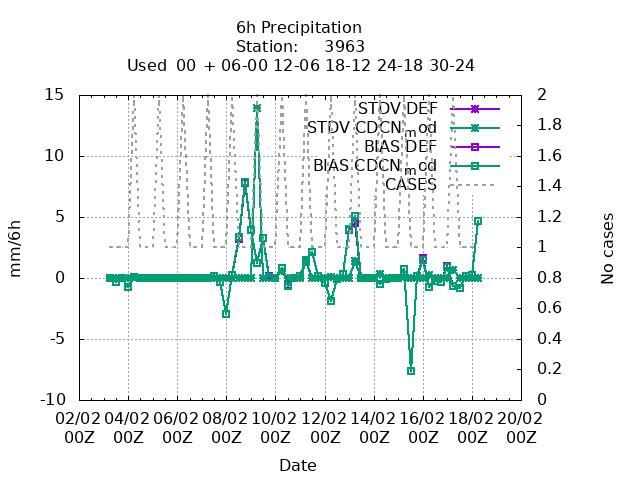 6h Precipitation
Station: 3963
Used 00 + 06-00 12-06 18-12 24-18 30-24
15
10
5
0
-5
-10
mm/6h
2
1.8
1.6
1.4
1.2
1
0.8
0.6
0.4
0.2
0
No cases
STDV DEF
STDV CDCN_mod
BIAS DEF
BIAS CDCN_mod
CASES
02/02 04/02 06/02 08/02 10/02 12/02 14/02 16/02 18/02 20/02
00Z 00Z 00Z 00Z 00Z 00Z 00Z 00Z 00Z 00Z
Date